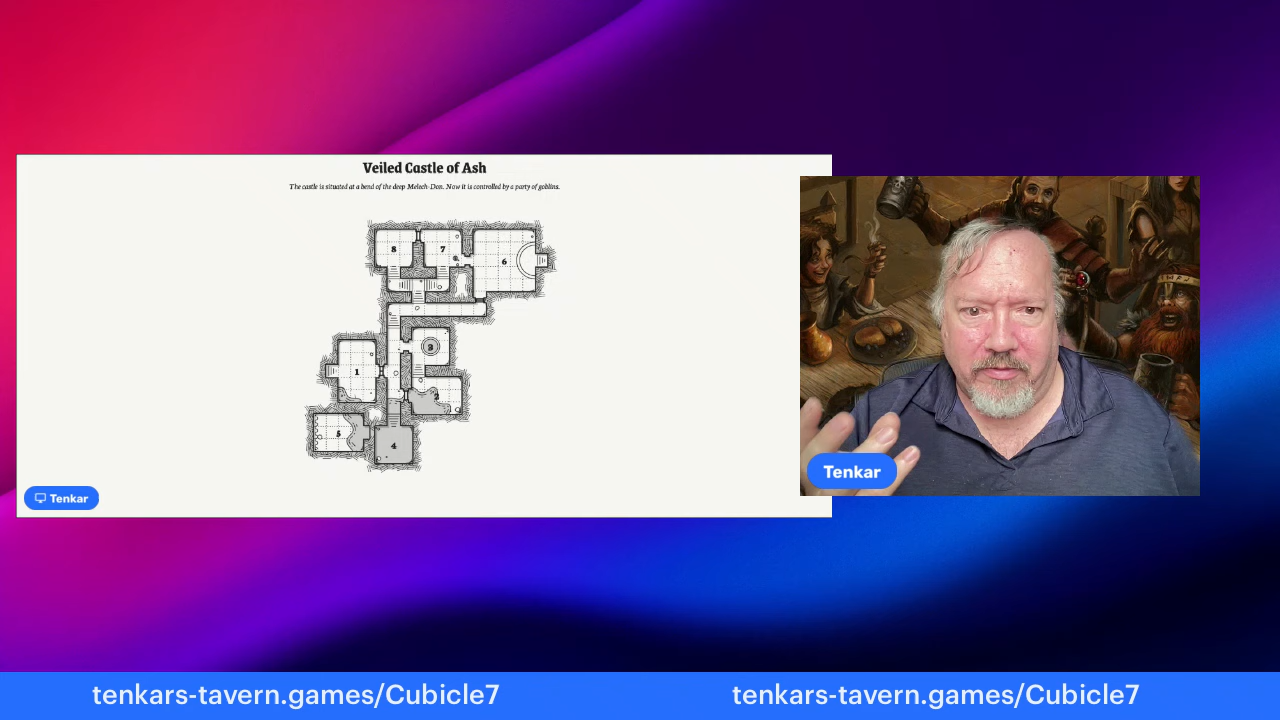 Veiled Castle of Ash
The castle is situated at a bend of the deep Melech-Don. Now it is controlled by a party of goblins.
8
7
6
3
1
2
5
4
Tenkar
Tenkar
tenkars-tavern.games/Cubicle7
tenkars-tavern.games/Cubicle7